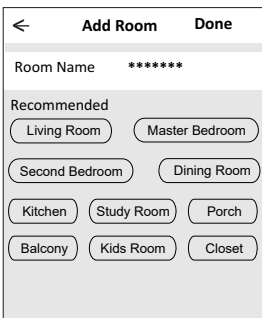 Add Room Done
Room Name *******
Recommended
Living Room Master Bedroom
Second Bedroom Dining Room
Kitchen Study Room Porch
Balcony Kids Room Closet